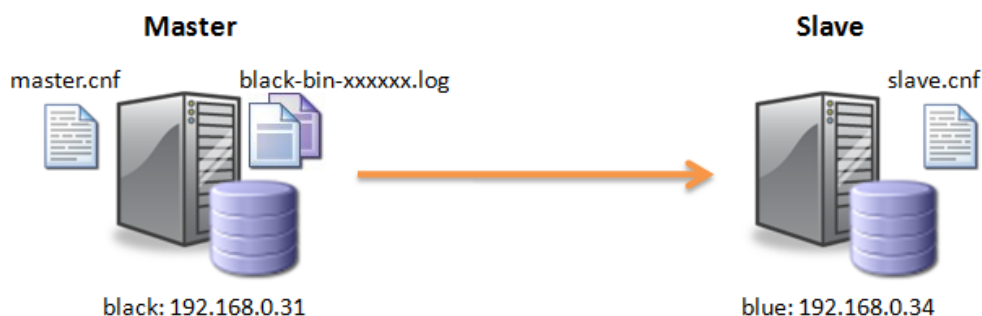 Master
Slave
master.cnf
black-bin-xxxxxx.log
slave.cnf
black: 192.168.0.31
blue: 192.168.0.34